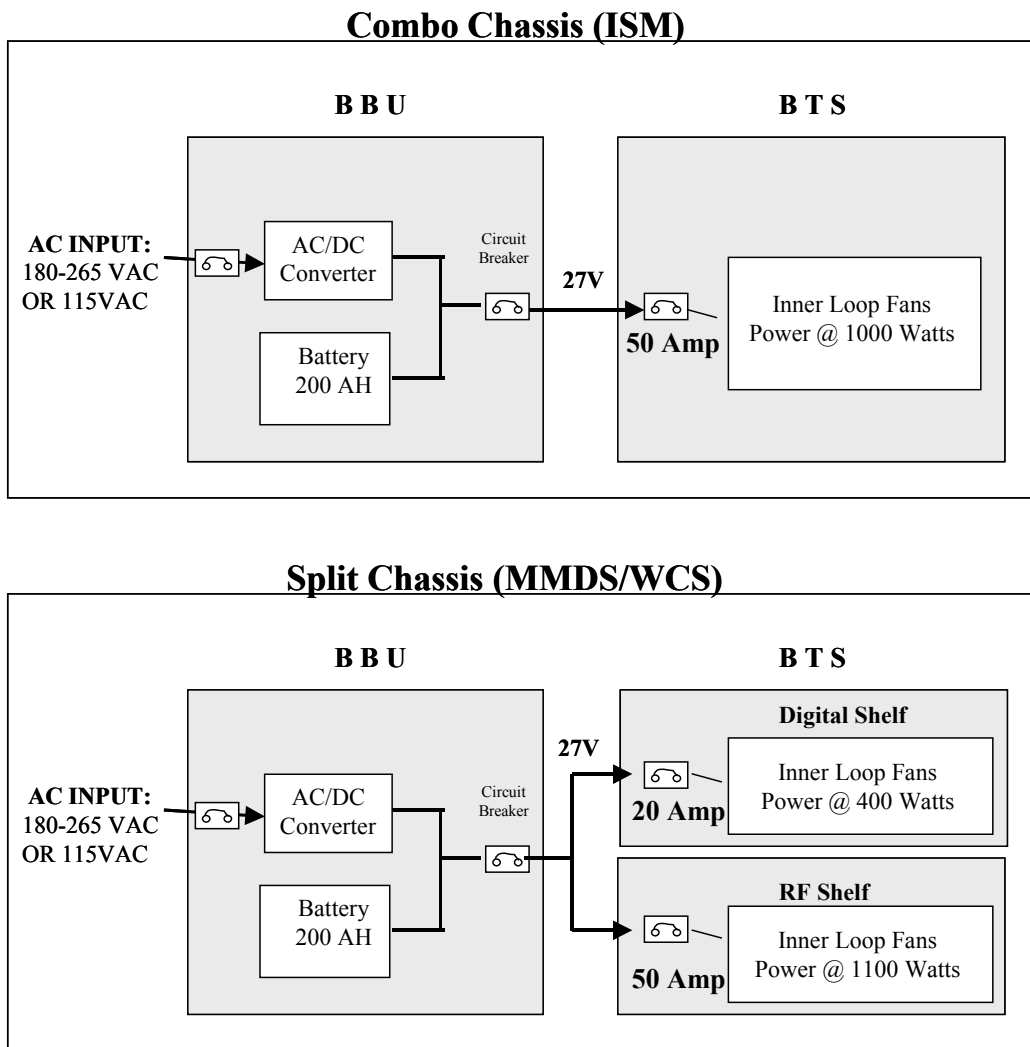 Combo Chassis (ISM)
B B U
B T S
AC INPUT:
180-265 VAC
OR 115VAC
AC/DC
Converter
Circuit
Breaker
27V
50 Amp
Inner Loop Fans
Power @ 1000 Watts
Battery
200 AH
Split Chassis (MMDS/WCS)
B B U
B T S
Digital Shelf
27V
AC INPUT:
180-265 VAC
OR 115VAC
AC/DC
Converter
Circuit
Breaker
20 Amp
Inner Loop Fans
Power @ 400 Watts
Battery
200 AH
RF Shelf
50 Amp
Inner Loop Fans
Power @ 1100 Watts